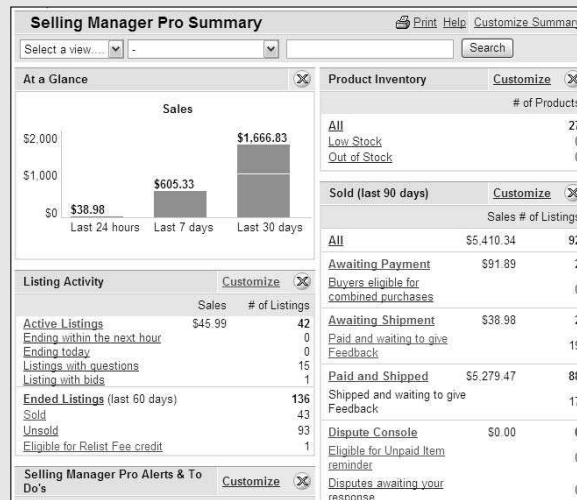 Selling Manager Pro Summary
Print Help Customize Summary
Select a view.... - Search
At a Glance
Sales
$2,000
$1,000
$0
$38.98
$605.33
$1,666.83
Last 24 hours Last 7 days Last 30 days
Listing Activity Customize
Sales # of Listings
Active Listings $45.99 42
Ending within the next hour 0
Ending today 0
Listings with questions 15
Listing with bids 1
Ended Listings (last 60 days) 136
Sold 43
Unsold 93
Eligible for Relist Fee credit 1
Selling Manager Pro Alerts & To
Do's
Customize
Product Inventory Customize
# of Products
All 27
Low Stock
Out of Stock
Sold (last 90 days) Customize
Sales # of Listings
All $5,410.34 92
Awaiting Payment $91.89 2
Buyers eligible for
combined purchases
Awaiting Shipment $38.98 2
Paid and waiting to give
Feedback 19
Paid and Shipped $5,279.47 88
Shipped and waiting to give
Feedback 17
Dispute Console $0.00
Eligible for Unpaid Item
reminder
Disputes awaiting your
response